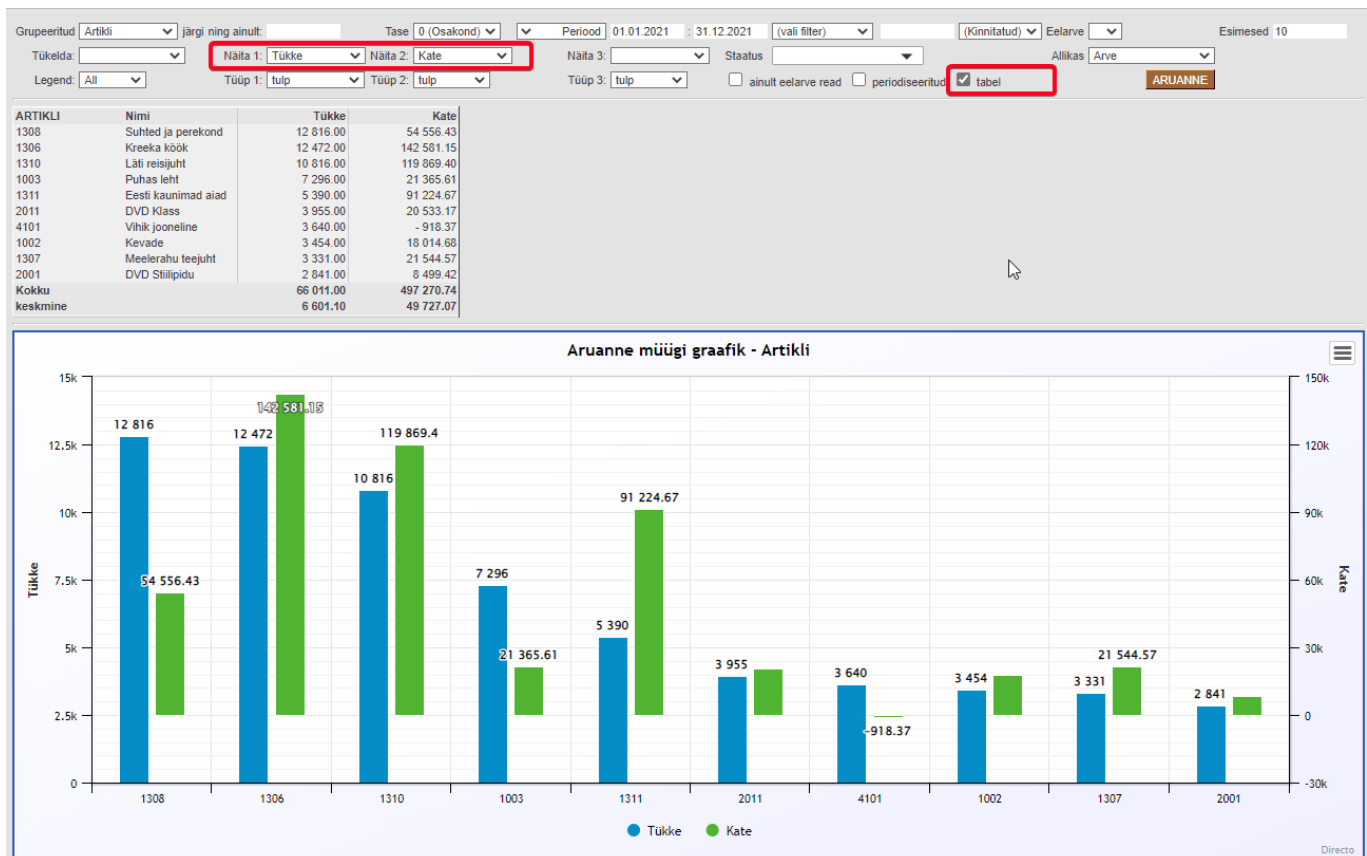 Grupeeritud Artikli järgi ning ainult: Tase 0 (Osakond) Periood 01.01.2021 : 31.12.2021 (vali filter) (Kinnitatud) Eelarve Esimesed 10
Tükelda: Näita 1: Tükke Näita 2: Kate Näita 3: Staatus Allikas Arve
Legend: All Tüüp 1: tulp Tüüp 2: tulp Tüüp 3: tulp ainult eelarve read periodiseeritud tabel ARUANNE
ARTIKLI Nimi Tükke Kate
1308 Suhted ja perekond 12 816.00 54 556.43
1306 Kreeka köök 12 472.00 142 581.15
1310 Läti reisijuht 10 816.00 119 869.40
1003 Puhas leht 7 296.00 21 365.61
1311 Eesti kaunimad aiad 5 390.00 91 224.67
2011 DVD Klass 3 955.00 20 533.17
4101 Vihik jooneline 3 640.00 - 918.37
1002 Kevade 3 454.00 18 014.68
1307 Meelerahu teejuht 3 331.00 21 544.57
2001 DVD Stiilipidu 2 841.00 8 499.42
Kokku 66 011.00 497 270.74
keskmine 6 601.10 49 727.07
Aruanne müügi graafik - Artikli
15k 150k
142 581.15
12 816 12 472 119 869.4
12.5k 120k
10 816
91 224.67
10k 90k
Tükke
Kate
7.5k 54 556.43 7 296 60k
5 390
5k 21 365.61 3 955 3 640 3 454 3 331 21 544.57 30k
2 841
2.5k 0
-918.37
0 -30k
1308 1306 1310 1003 1311 2011 4101 1002 1307 2001
Tükke Kate
Directo